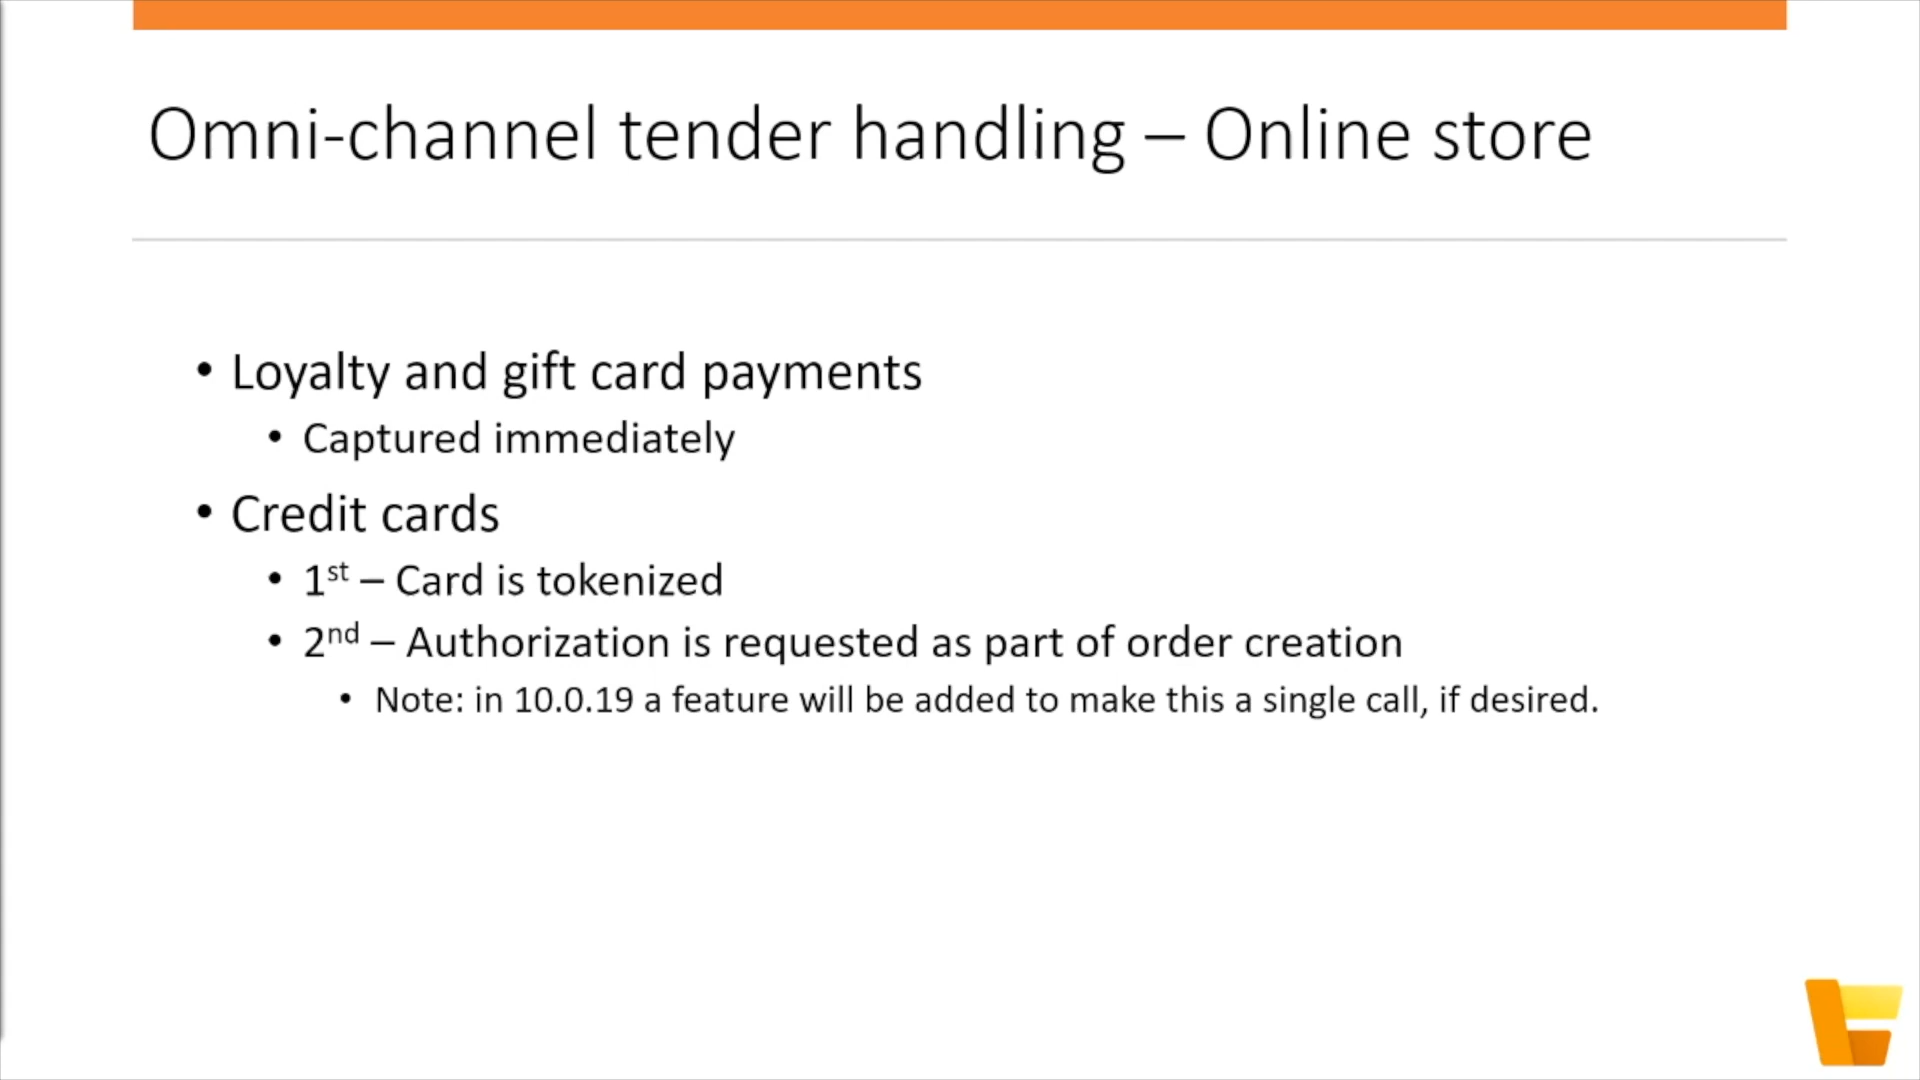 Omni-channel tender handling – Online store
• Loyalty and gift card payments
• Captured immediately
• Credit cards
• 1st – Card is tokenized
• 2nd – Authorization is requested as part of order creation
• Note: in 10.0.19 a feature will be added to make this a single call, if desired.